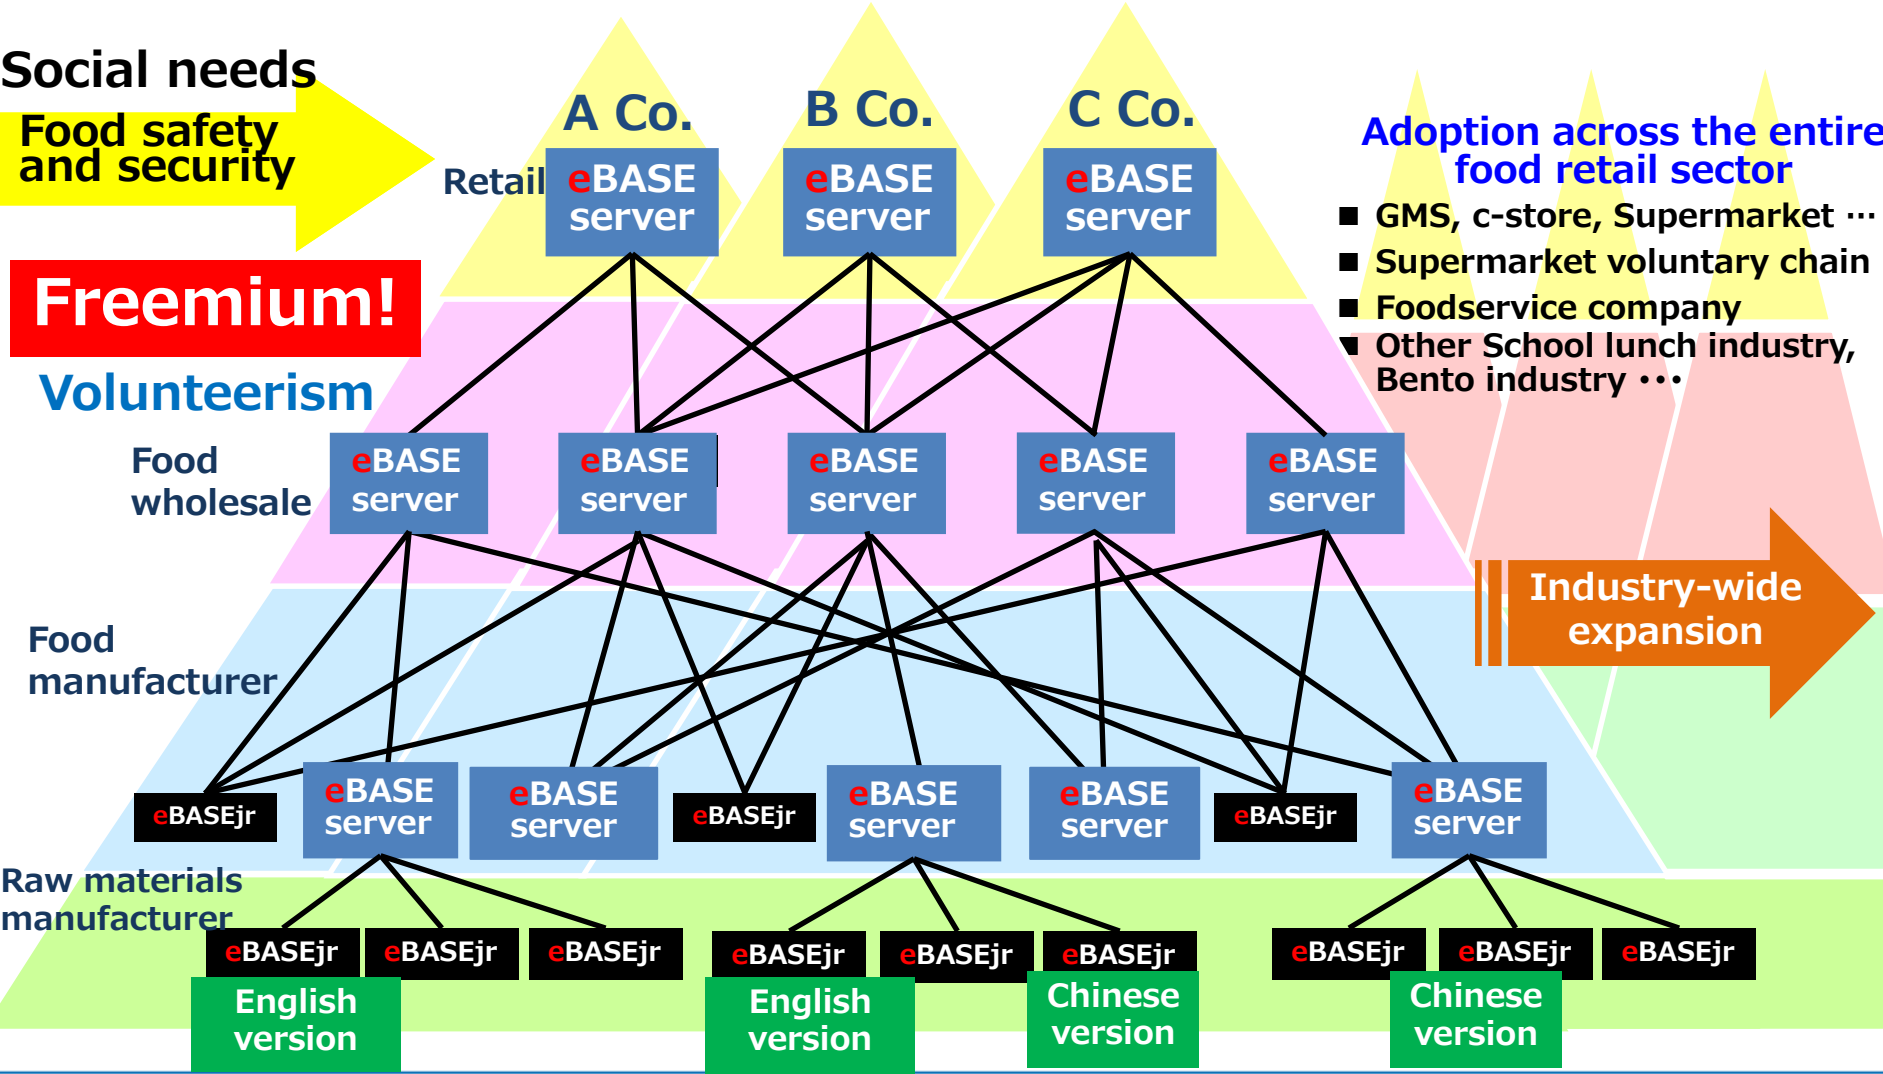 Social needs
Food safety
and security
Freemium!
Volunteerism
A Co.
B Co.
C Co.
Retail
eBASE
server
eBASE
server
eBASE
server
Adoption across the entire
food retail sector
■ GMS, c-store, Supermarket …
■ Supermarket voluntary chain
■ Foodservice company
■ Other School lunch industry,
Bento industry ・・・
Food
wholesale
eBASE
server
eBASE
server
eBASE
server
eBASE
server
eBASE
server
Industry-wide
expansion
Food
manufacturer
eBASEjr
eBASE
server
eBASE
server
eBASEjr
eBASE
server
eBASE
server
eBASEjr
eBASE
server
Raw materials
manufacturer
eBASEjr
eBASEjr
eBASEjr
eBASEjr
eBASEjr
eBASEjr
eBASEjr
eBASEjr
eBASEjr
English
version
English
version
Chinese
version
Chinese
version